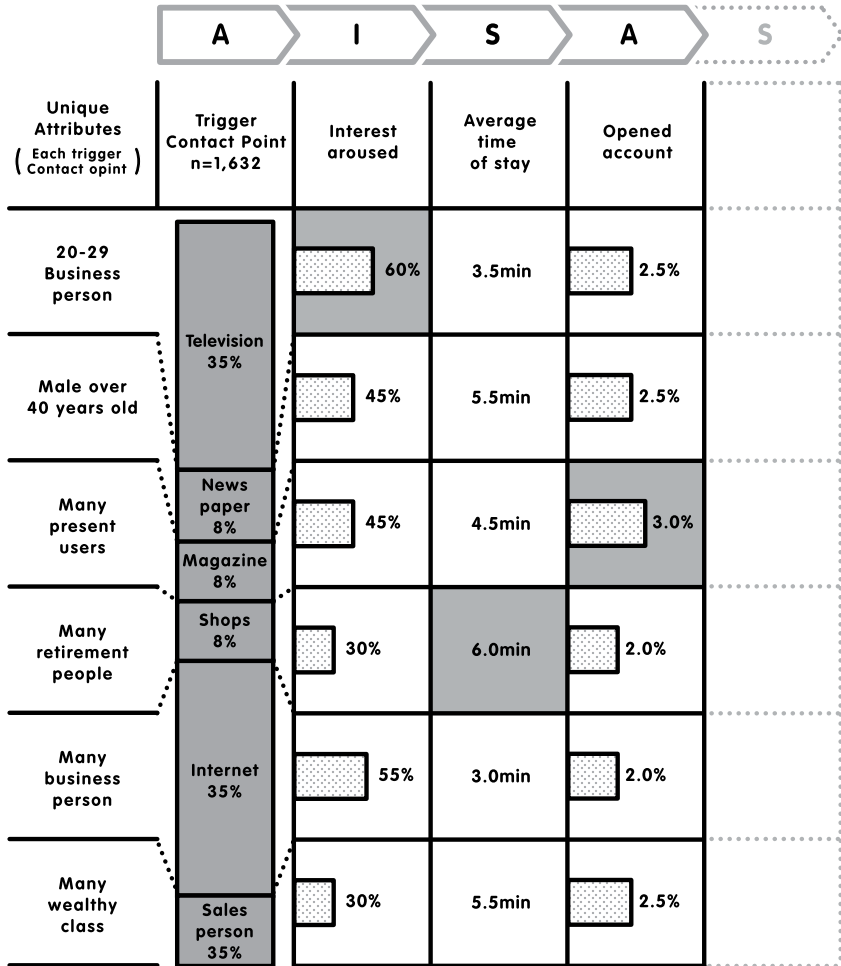 A I S A S
Unique
Attributes
( Each trigger
Contact opint )
Trigger
Contact Point
n=1,632
Interest
aroused
Average
time
of stay
Opened
account
20-29
Business
person
Television
35%
60%
3.5min
2.5%
Male over
40 years old
45%
5.5min
2.5%
Many
present
users
News
paper
8%
45%
4.5min
3.0%
Magazine
8%
Many
retirement
people
Shops
8%
30%
6.0min
2.0%
Many
business
person
Internet
35%
55%
3.0min
2.0%
Many
wealthy
class
Sales
person
35%
30%
5.5min
2.5%